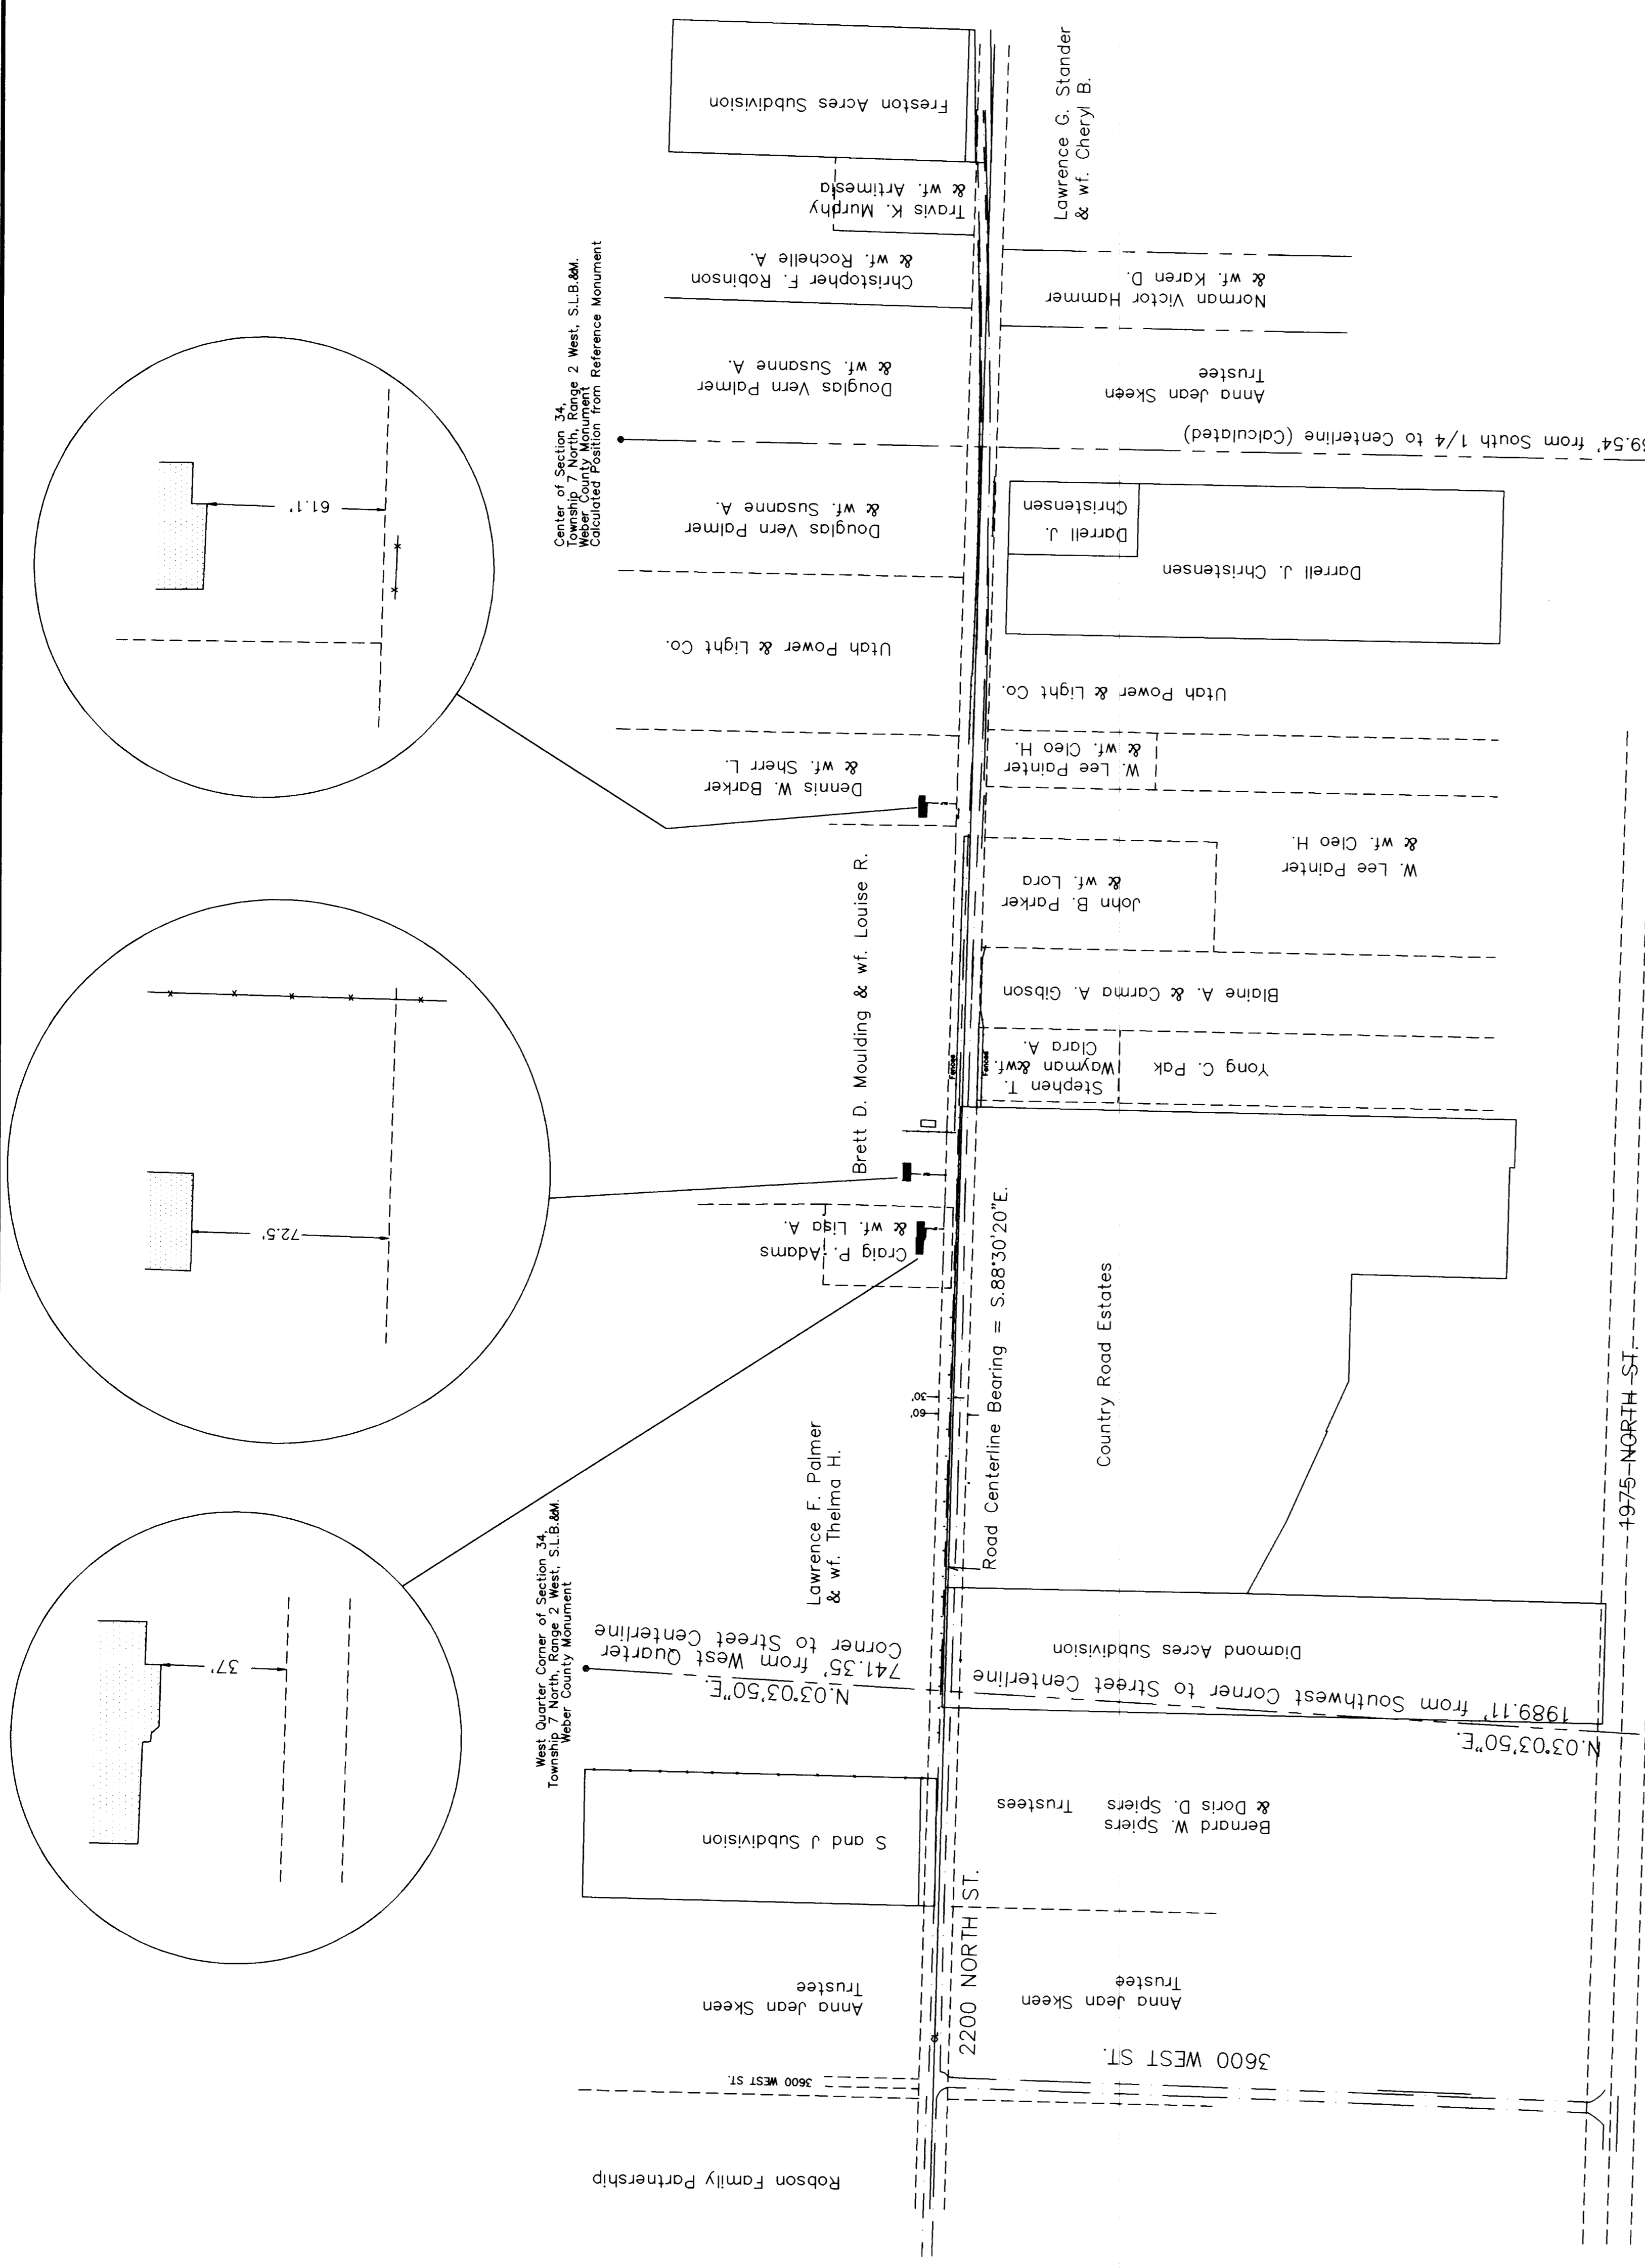 Freston Acres Subdivision
Travis K. Murphy
& wf. Artimesia
Christopher F. Robinson
& wf. Rochelle A.
Douglas Vern Palmer
& wf. Susanne A.
Center of Section 34,
Township 7 North, Range 2 West, S.L.B.&M.
Weber County Monument
Calculated Position from Reference Monument
Douglas Vern Palmer
& wf. Susanne A.
Utah Power & Light Co.
Dennis W. Barker
& wf. Sherr L.
61.1'
Brett D. Moulding & wf. Louise R.
72.5'
Craig P. Adams
& wf. Lisa A.
30'
60'
Lawrence F. Palmer
& wf. Thelma H.
37'
West Quarter Corner of Section 34,
Township 7 North, Range 2 West, S.L.B.&M.
Weber County Monument
N.03°03'50"E.
741.35' from West Quarter
Corner to Street Centerline
S and J Subdivision
Anna Jean Skeen
Trustee
3600 WEST ST.
Robson Family Partnership
Lawrence G. Stander
& wf. Cheryl B.
Norman Victor Hammer
& wf. Karen D.
Anna Jean Skeen
Trustee
9.54' from South 1/4 to Centerline (Calculated)
Darrell J.
Christensen
Darrell J. Christensen
Utah Power & Light Co.
W. Lee Painter
& wf. Cleo H.
W. Lee Painter
& wf. Cleo H.
John B. Parker
& wf. Lora
Blaine A. & Carma A. Gibson
Fences
Fences
Stephen T.
Wayman &wf.
Clara A.
Yong C. Pak
Road Centerline Bearing = S.88°30'20"E.
Country Road Estates
1975 NORTH ST.
Diamond Acres Subdivision
1989.11' from Southwest Corner to Street Centerline
N.03°03'50"E.
Bernard W. Spiers
& Doris D. Spiers Trustees
2200 NORTH ST.
Anna Jean Skeen
Trustee
3600 WEST ST.